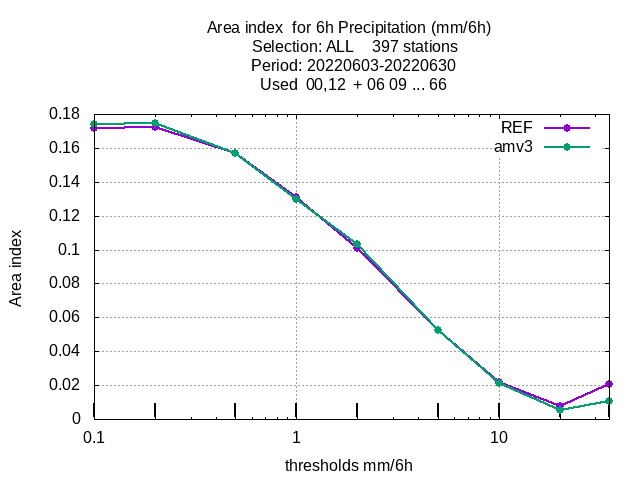 Area index  for 6h Precipitation (mm/6h)
Selection: ALL    397 stations
Period: 20220603-20220630
Used  00,12  + 06 09 ... 66
0.18
0.16
0.14
0.12
0.1
0.08
0.06
0.04
0.02
0
Area index
REF
amv3
0.1
1
10
thresholds mm/6h